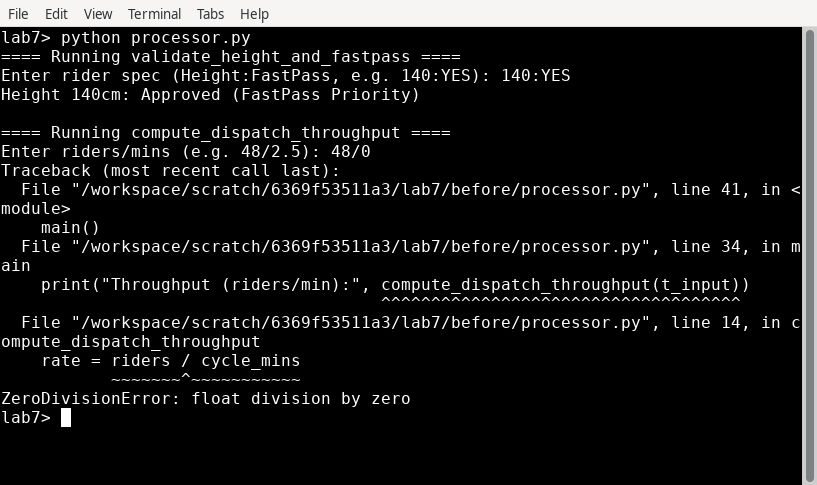 File Edit View Terminal Tabs Help
lab7> python processor.py
==== Running validate_height_and_fastpass ====
Enter rider spec (Height:FastPass, e.g. 140:YES): 140:YES
Height 140cm: Approved (FastPass Priority)
==== Running compute_dispatch_throughput ====
Enter riders/mins (e.g. 48/2.5): 48/0
Traceback (most recent call last):
  File "/workspace/scratch/6369f53511a3/lab7/before/processor.py", line 41, in <
module>
    main()
  File "/workspace/scratch/6369f53511a3/lab7/before/processor.py", line 34, in m
ain
    print("Throughput (riders/min):", compute_dispatch_throughput(t_input))
                                      ^^^^^^^^^^^^^^^^^^^^^^^^^^^^^^^^^^^^
  File "/workspace/scratch/6369f53511a3/lab7/before/processor.py", line 14, in c
ompute_dispatch_throughput
    rate = riders / cycle_mins
           ~~~~~~~^~~~~~~~~~~~
ZeroDivisionError: float division by zero
lab7>